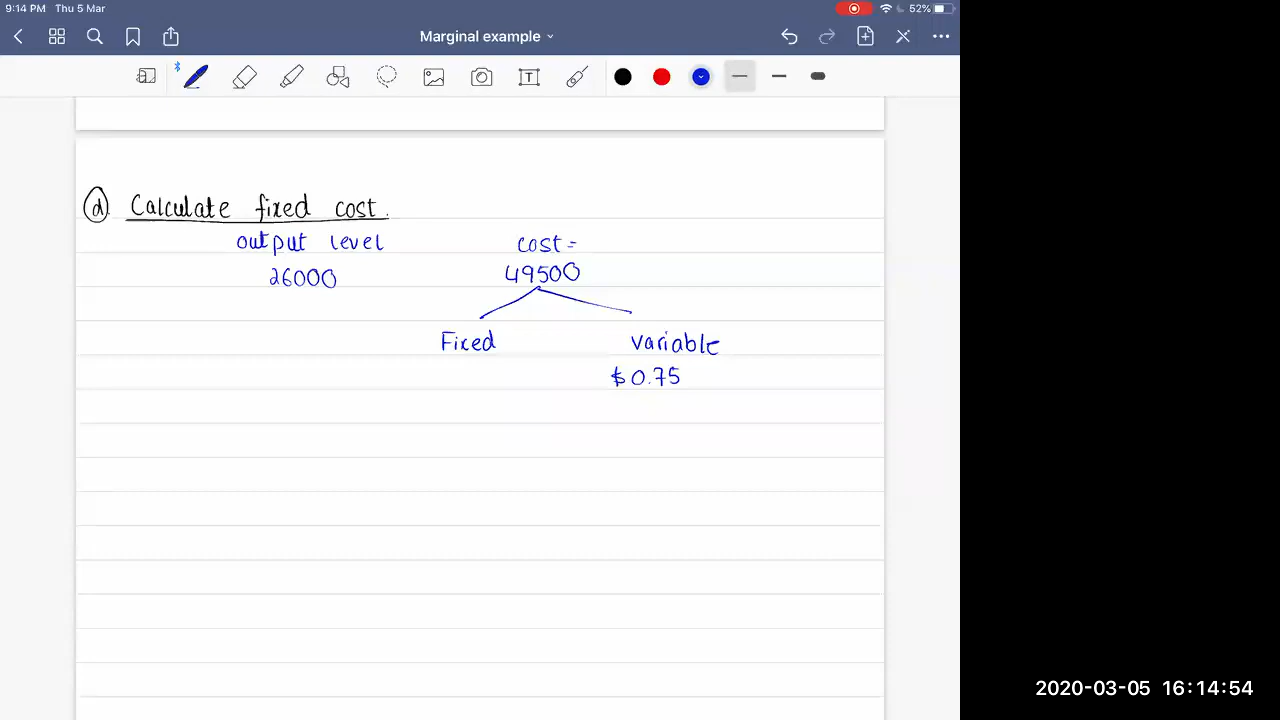 9:14 PM Thu 5 Mar
52%
Marginal example
T
d Calculate fixed cost.
output level cost =
26000 49500
Fixed variable
$0.75
2020-03-05 16:14:54